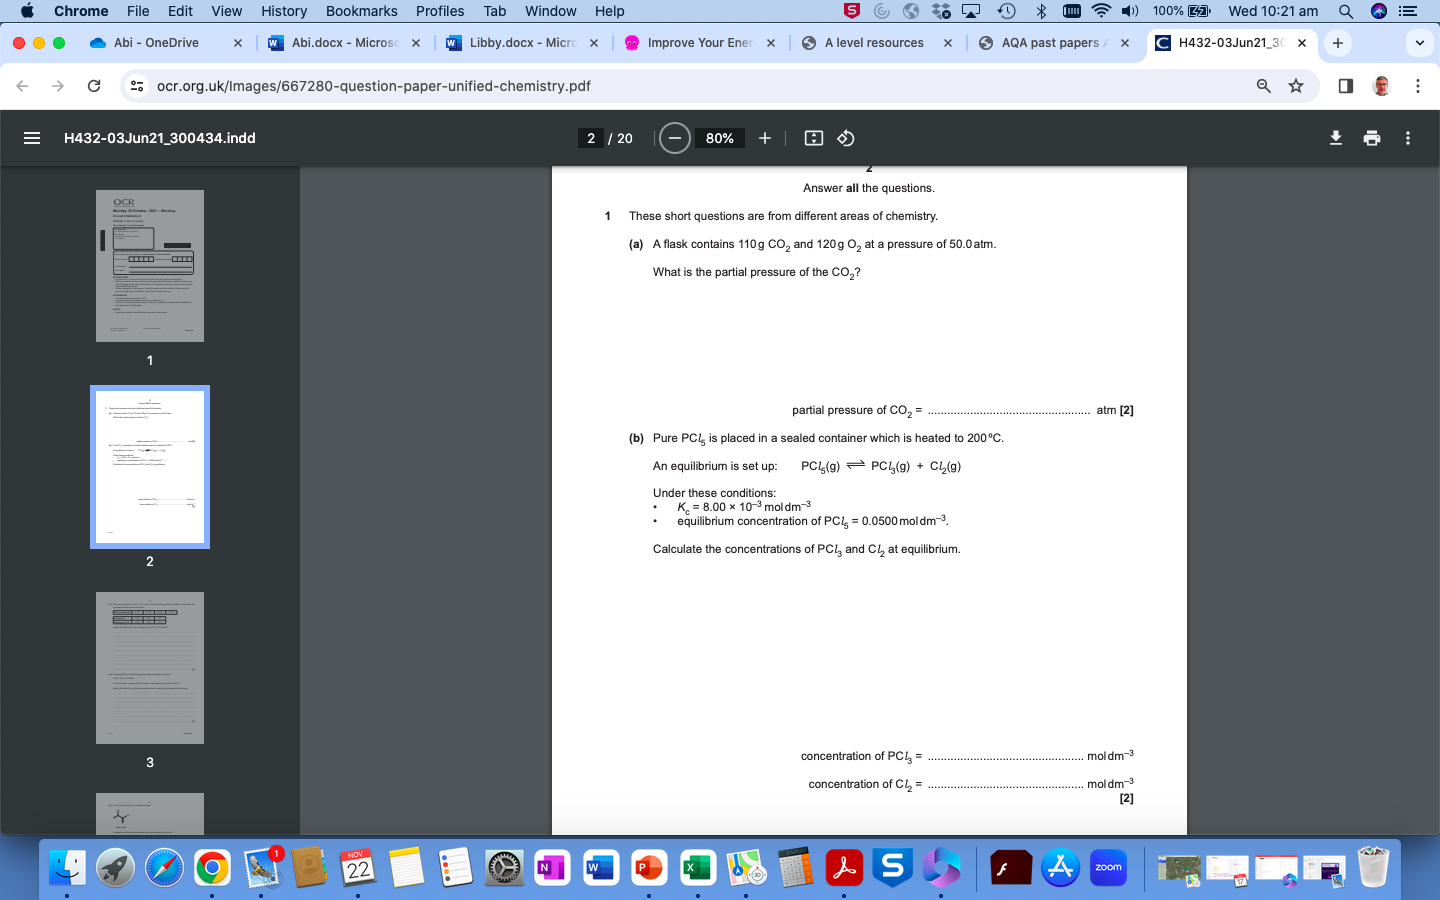 Chrome File Edit View History Bookmarks Profiles Tab Window Help 100% Wed 10:21 am
Abi - OneDrive Abi.docx - Microso Libby.docx - Micro Improve Your Ener A level resources AQA past papers A H432-03Jun21_30
ocr.org.uk/Images/667280-question-paper-unified-chemistry.pdf
H432-03Jun21_300434.indd 2 / 20 80%
2
Answer all the questions.
1 These short questions are from different areas of chemistry.
(a) A flask contains 110 g CO₂ and 120 g O₂ at a pressure of 50.0 atm.
What is the partial pressure of the CO₂?
partial pressure of CO₂ = .................................................. atm [2]
(b) Pure PCl₅ is placed in a sealed container which is heated to 200 °C.
An equilibrium is set up: PCl₅(g) ⇌ PCl₃(g) + Cl₂(g)
Under these conditions:
• K꜀ = 8.00 × 10⁻³ mol dm⁻³
• equilibrium concentration of PCl₅ = 0.0500 mol dm⁻³.
Calculate the concentrations of PCl₃ and Cl₂ at equilibrium.
concentration of PCl₃ = ................................................ mol dm⁻³
concentration of Cl₂ = ................................................ mol dm⁻³
[2]
OCR
1
2
3
1
NOV
22
zoom
17